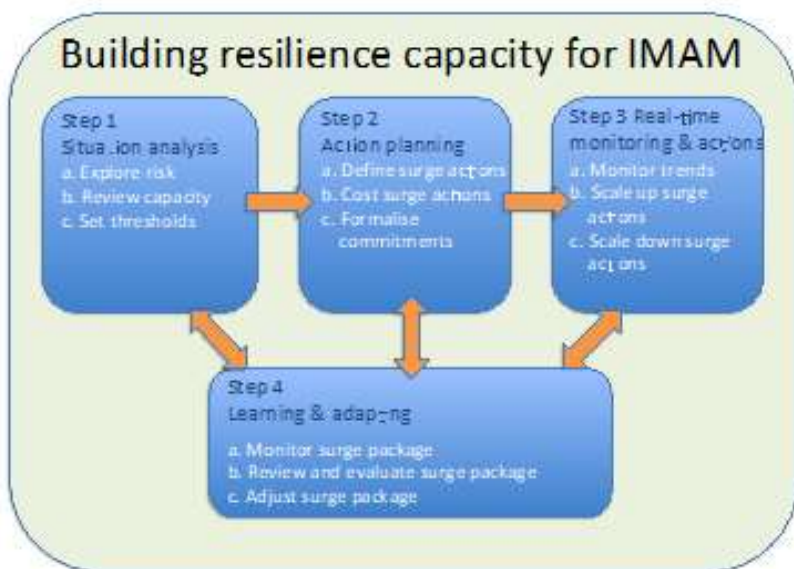 Building resilience capacity for IMAM
Step 1
Situation analysis
a. Explore risk
b. Review capacity
c. Set thresholds
Step 2
Action planning
a. Define surge actions
b. Cost surge actions
c. Formalise
commitments
Step 3 Real-time
monitoring & actions
a. Monitor trends
b. Scale up surge
actions
c. Scale down surge
actions
Step 4
Learning & adapting
a. Monitor surge package
b. Review and evaluate surge package
c. Adjust surge package